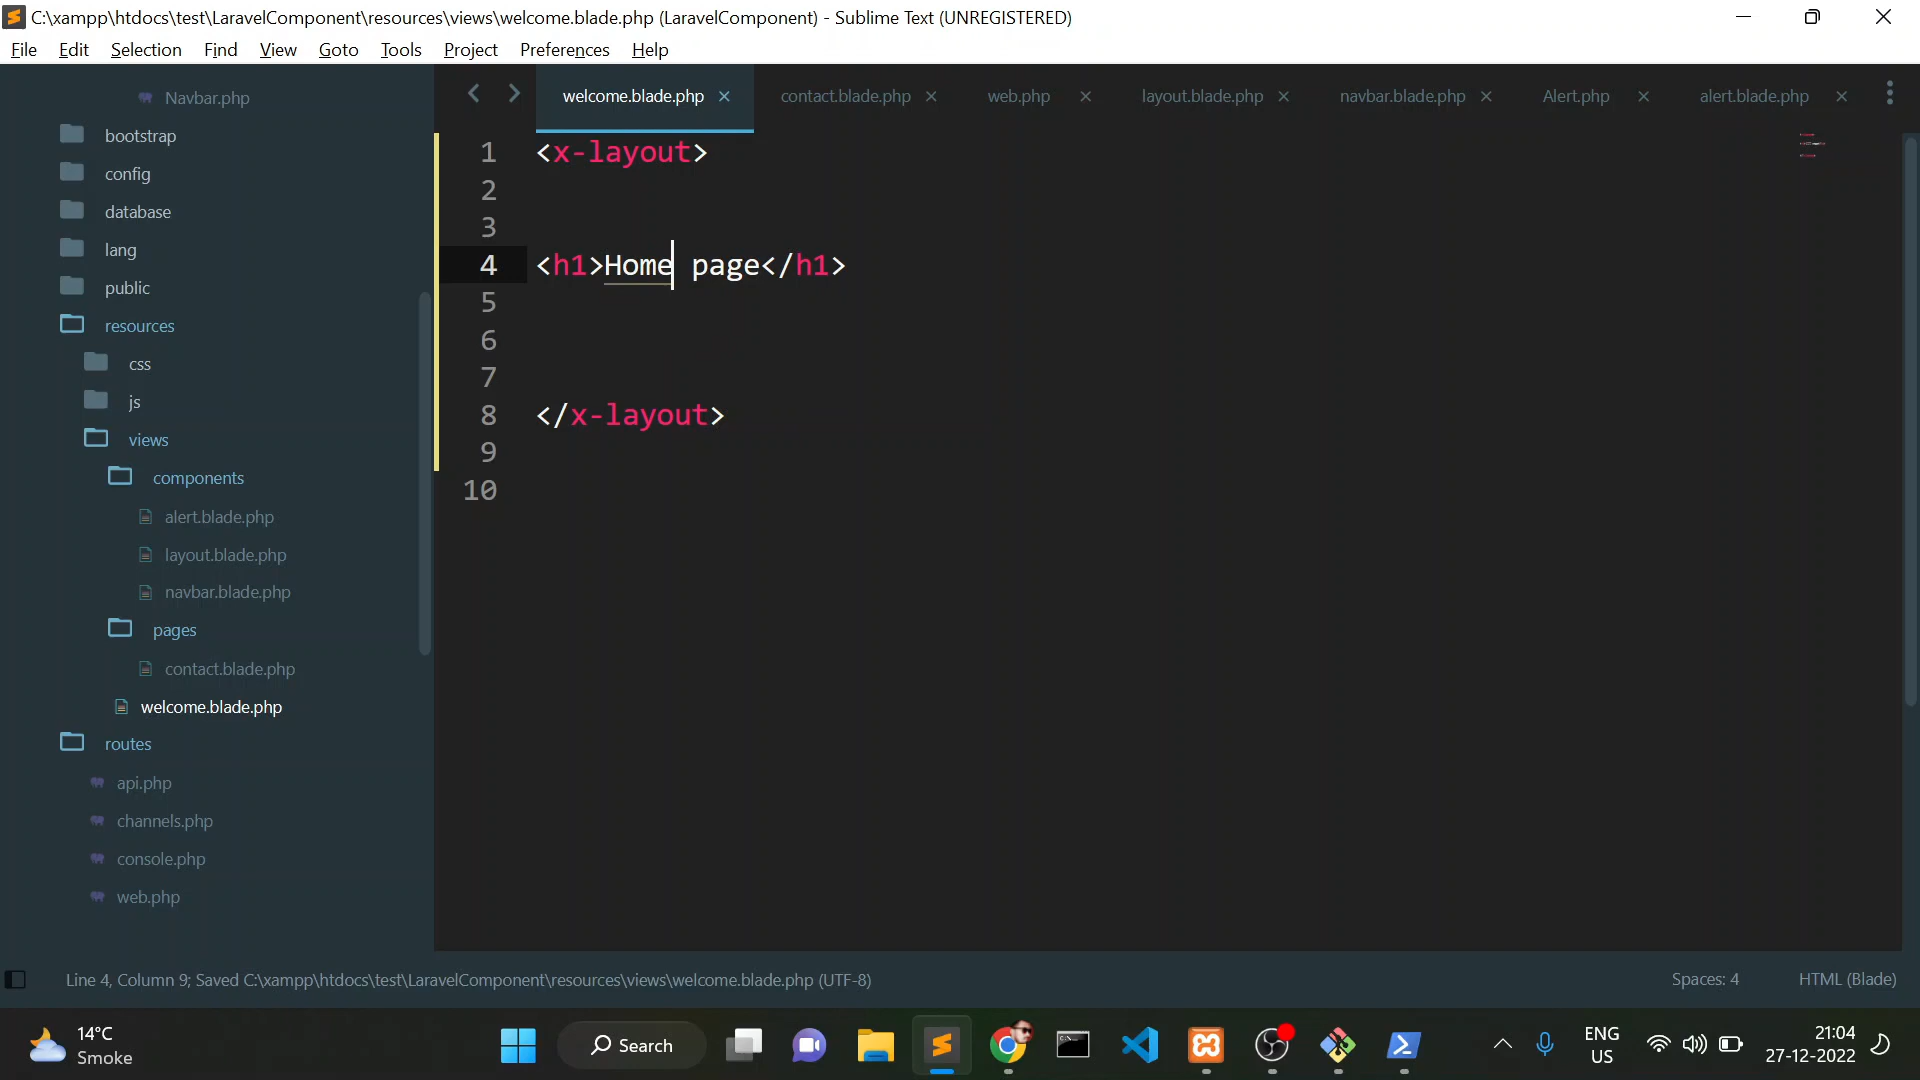 C:\xampp\htdocs\test\LaravelComponent\resources\views\welcome.blade.php (LaravelComponent) - Sublime Text (UNREGISTERED)
File Edit Selection Find View Goto Tools Project Preferences Help
Navbar.php
bootstrap
config
database
lang
public
resources
css
js
views
components
alert.blade.php
layout.blade.php
navbar.blade.php
pages
contact.blade.php
welcome.blade.php
routes
api.php
channels.php
console.php
web.php
welcome.blade.php contact.blade.php web.php layout.blade.php navbar.blade.php Alert.php alert.blade.php
1 <x-layout>
2
3
4 <h1>Home page</h1>
5
6
7
8 </x-layout>
9
10
Line 4, Column 9; Saved C:\xampp\htdocs\test\LaravelComponent\resources\views\welcome.blade.php (UTF-8)
Spaces: 4
HTML (Blade)
14°C
Smoke
Search
ENG
US
21:04
27-12-2022